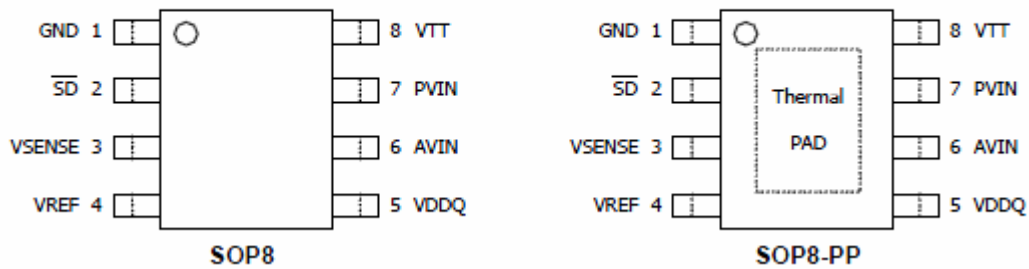 GND 1 8 VTT
SD 2 7 PVIN
VSENSE 3 6 AVIN
VREF 4 5 VDDQ
SOP8
GND 1 8 VTT
SD 2 7 PVIN
Thermal
PAD
VSENSE 3 6 AVIN
VREF 4 5 VDDQ
SOP8-PP